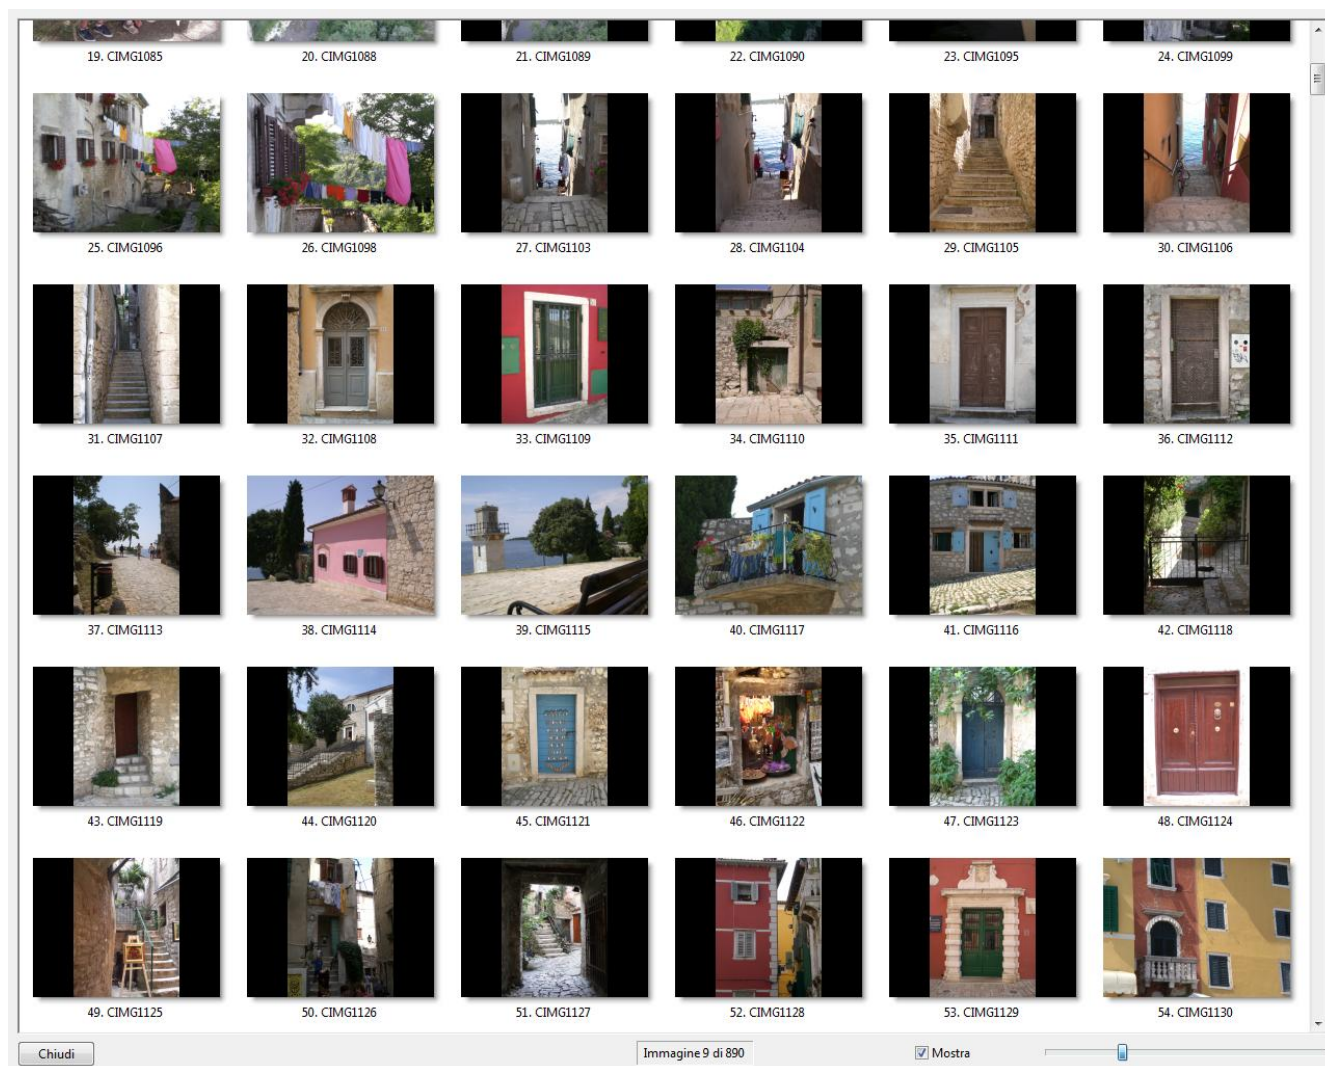 19. CIMG1085 20. CIMG1088 21. CIMG1089 22. CIMG1090 23. CIMG1095 24. CIMG1099
25. CIMG1096 26. CIMG1098 27. CIMG1103 28. CIMG1104 29. CIMG1105 30. CIMG1106
31. CIMG1107 32. CIMG1108 33. CIMG1109 34. CIMG1110 35. CIMG1111 36. CIMG1112
37. CIMG1113 38. CIMG1114 39. CIMG1115 40. CIMG1117 41. CIMG1116 42. CIMG1118
43. CIMG1119 44. CIMG1120 45. CIMG1121 46. CIMG1122 47. CIMG1123 48. CIMG1124
49. CIMG1125 50. CIMG1126 51. CIMG1127 52. CIMG1128 53. CIMG1129 54. CIMG1130
Chiudi Immagine 9 di 890 Mostra